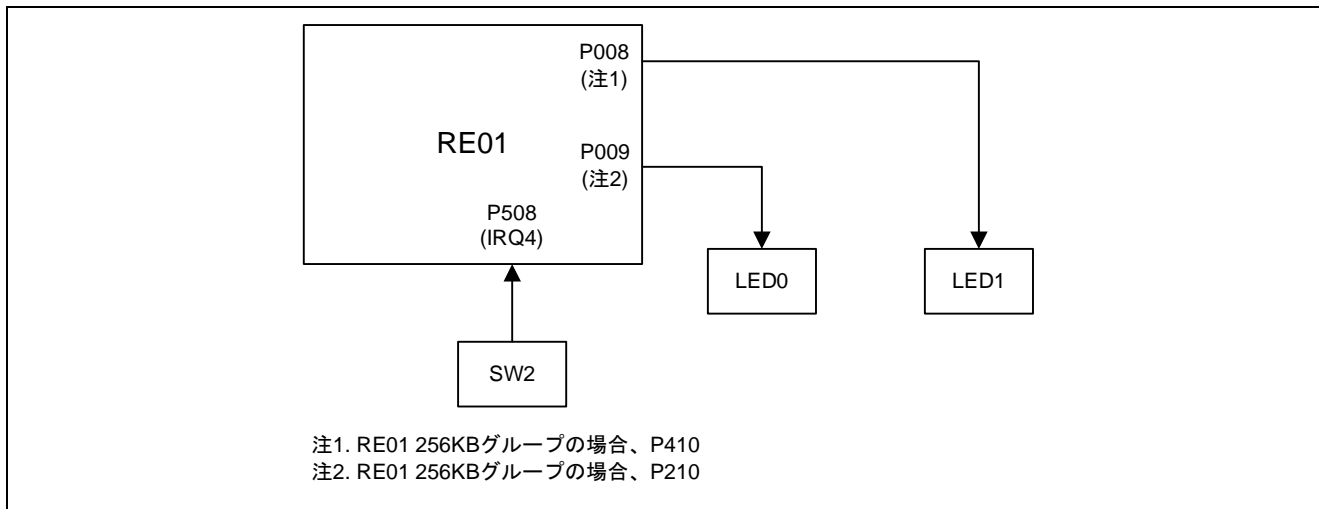 P008
(注1)
RE01
P009
(注2)
P508
(IRQ4)
LED0
LED1
SW2
注1. RE01 256KBグループの場合、P410
注2. RE01 256KBグループの場合、P210